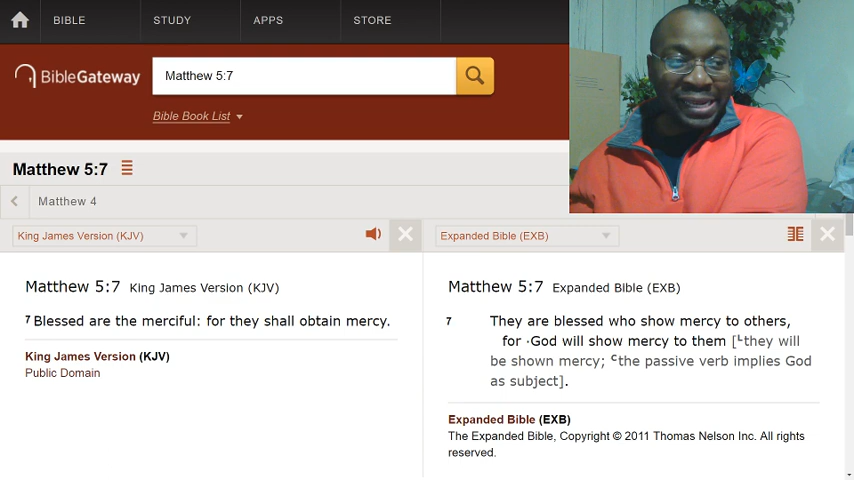 BIBLE STUDY APPS STORE
BibleGateway
Matthew 5:7
Bible Book List
Matthew 5:7
Matthew 4
King James Version (KJV)
Expanded Bible (EXB)
Matthew 5:7 King James Version (KJV)
7 Blessed are the merciful: for they shall obtain mercy.
King James Version (KJV)
Public Domain
Matthew 5:7 Expanded Bible (EXB)
7 They are blessed who show mercy to others,
for ·God will show mercy to them [Lthey will
be shown mercy; Cthe passive verb implies God
as subject].
Expanded Bible (EXB)
The Expanded Bible, Copyright © 2011 Thomas Nelson Inc. All rights
reserved.